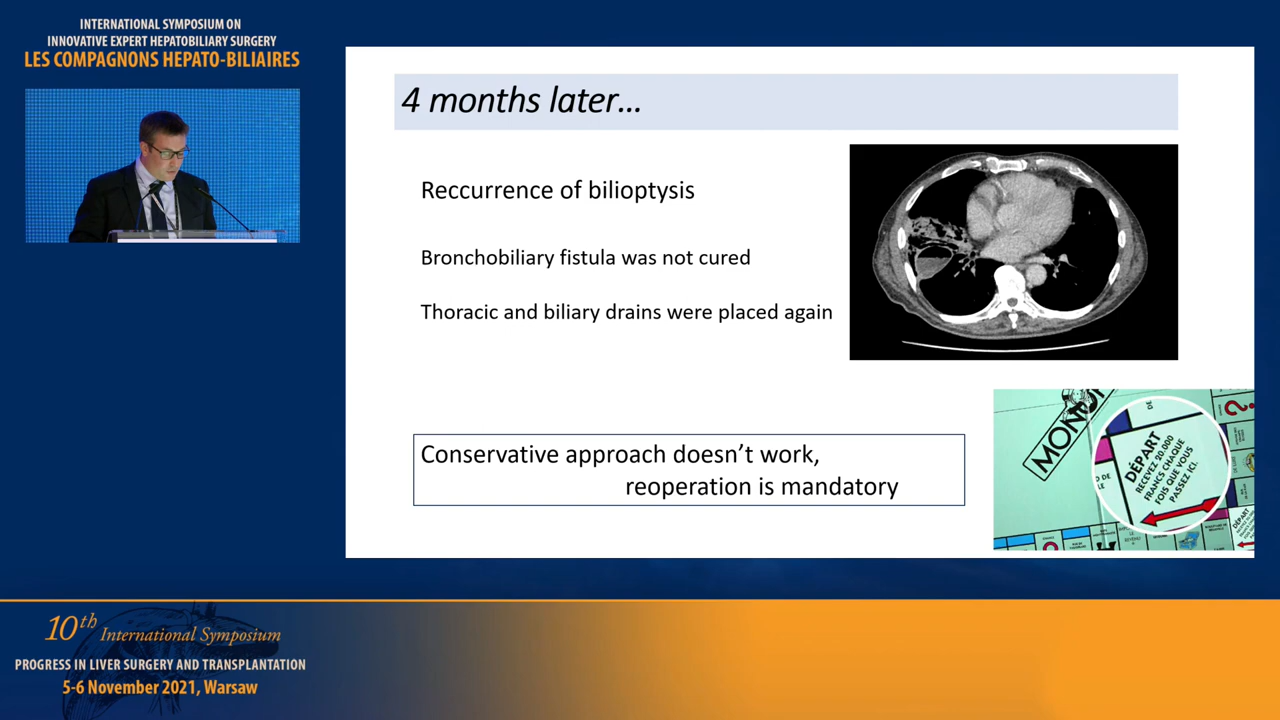 INTERNATIONAL SYMPOSIUM ON
INNOVATIVE EXPERT HEPATOBILIARY SURGERY
LES COMPAGNONS HEPATO-BILIAIRES
4 months later...
Reccurrence of bilioptysis
Bronchobiliary fistula was not cured
Thoracic and biliary drains were placed again
Conservative approach doesn't work,
reoperation is mandatory
DÉPART
RECEVEZ 20.000
FRANCS CHAQUE
FOIS QUE VOUS
PASSEZ ICI.
10th International Symposium
PROGRESS IN LIVER SURGERY AND TRANSPLANTATION
5-6 November 2021, Warsaw